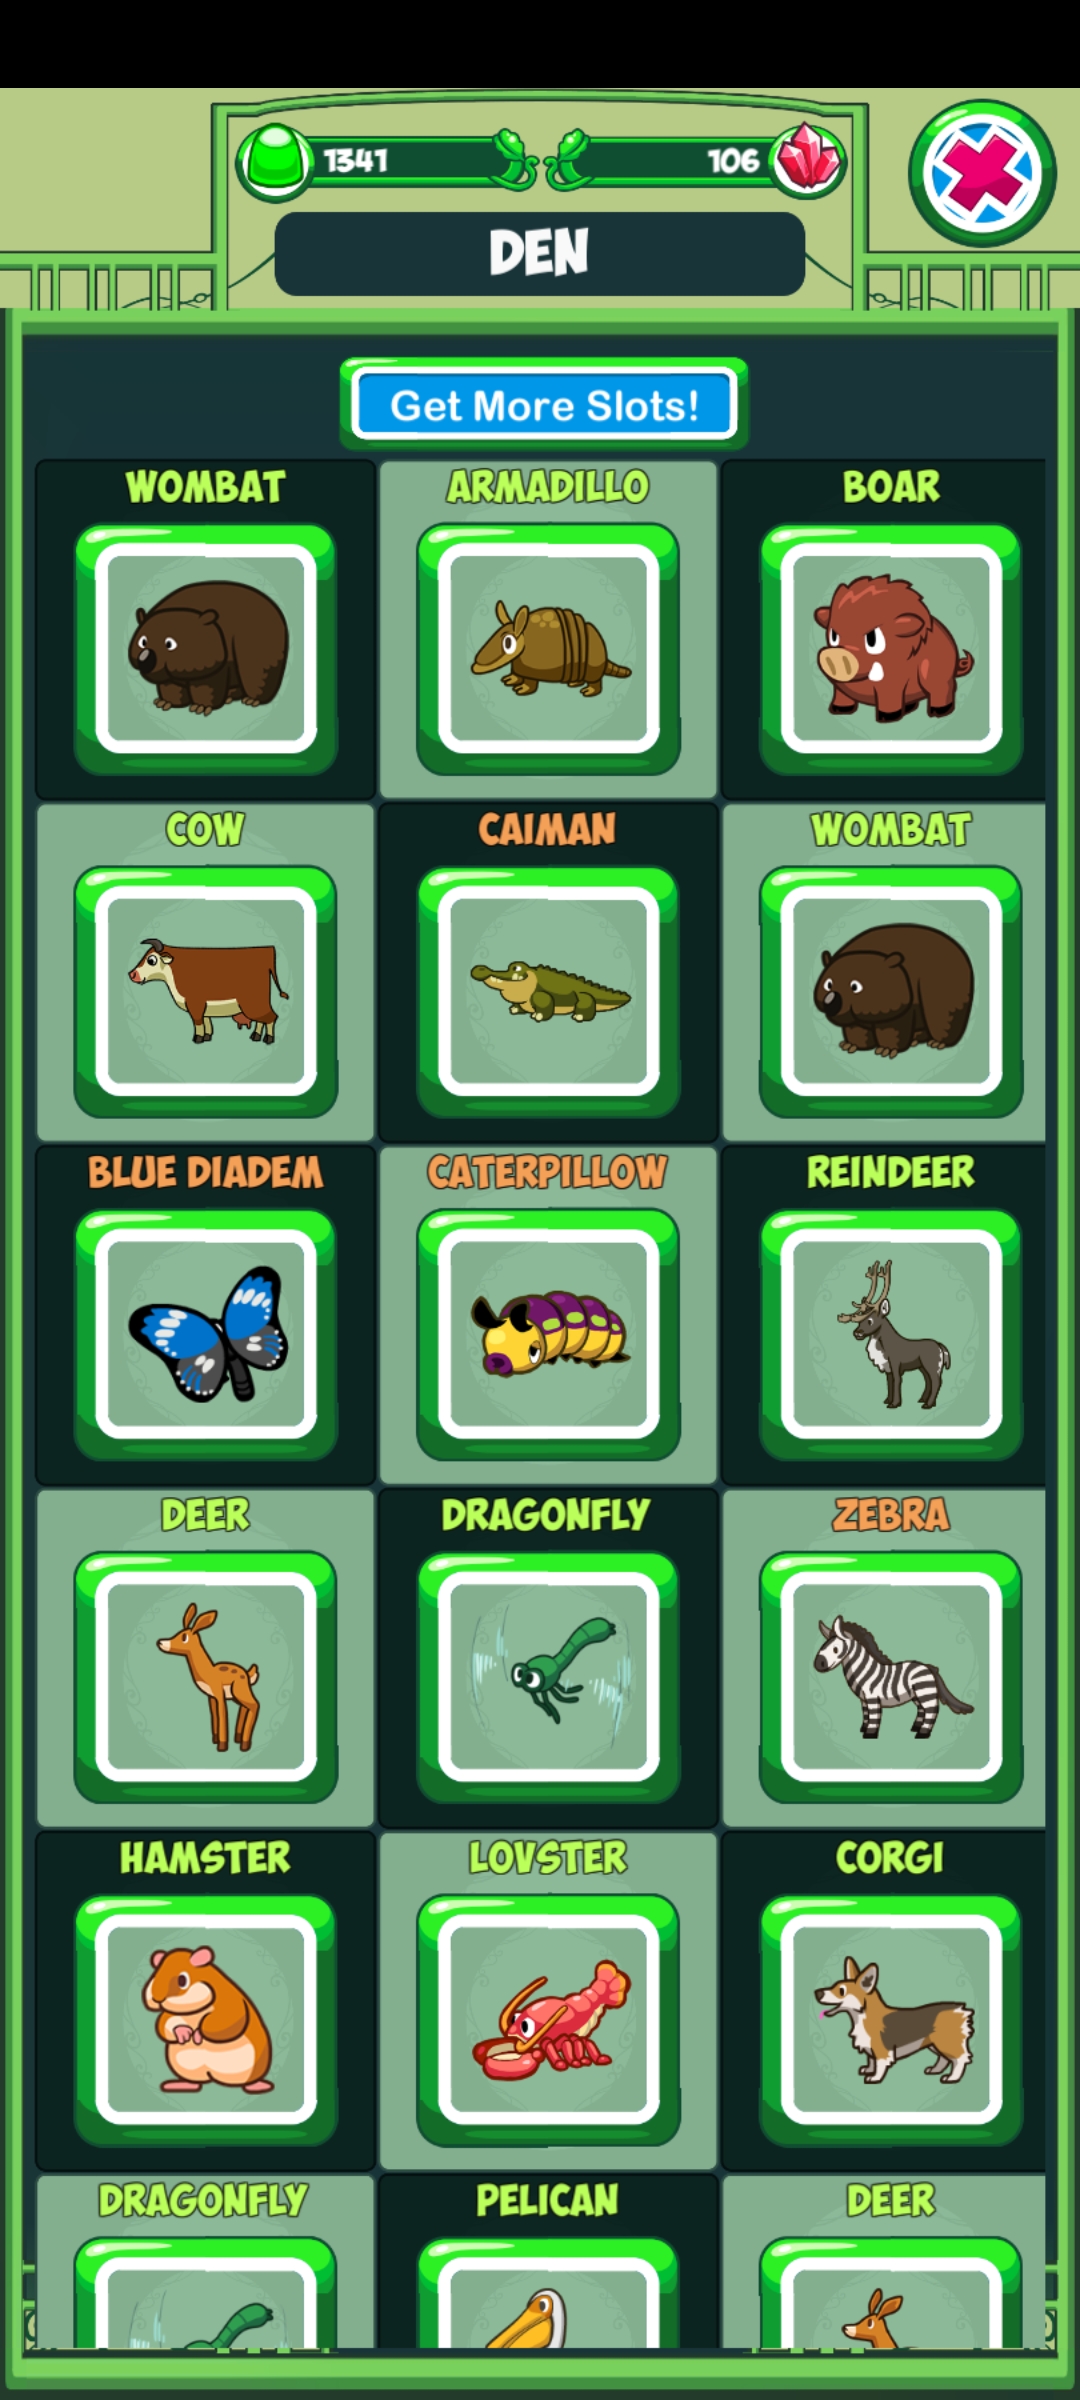 1341 106
DEN
Get More Slots!
WOMBAT ARMADILLO BOAR
COW CAIMAN WOMBAT
BLUE DIADEM CATERPILLOW REINDEER
DEER DRAGONFLY ZEBRA
HAMSTER LOVSTER CORGI
DRAGONFLY PELICAN DEER